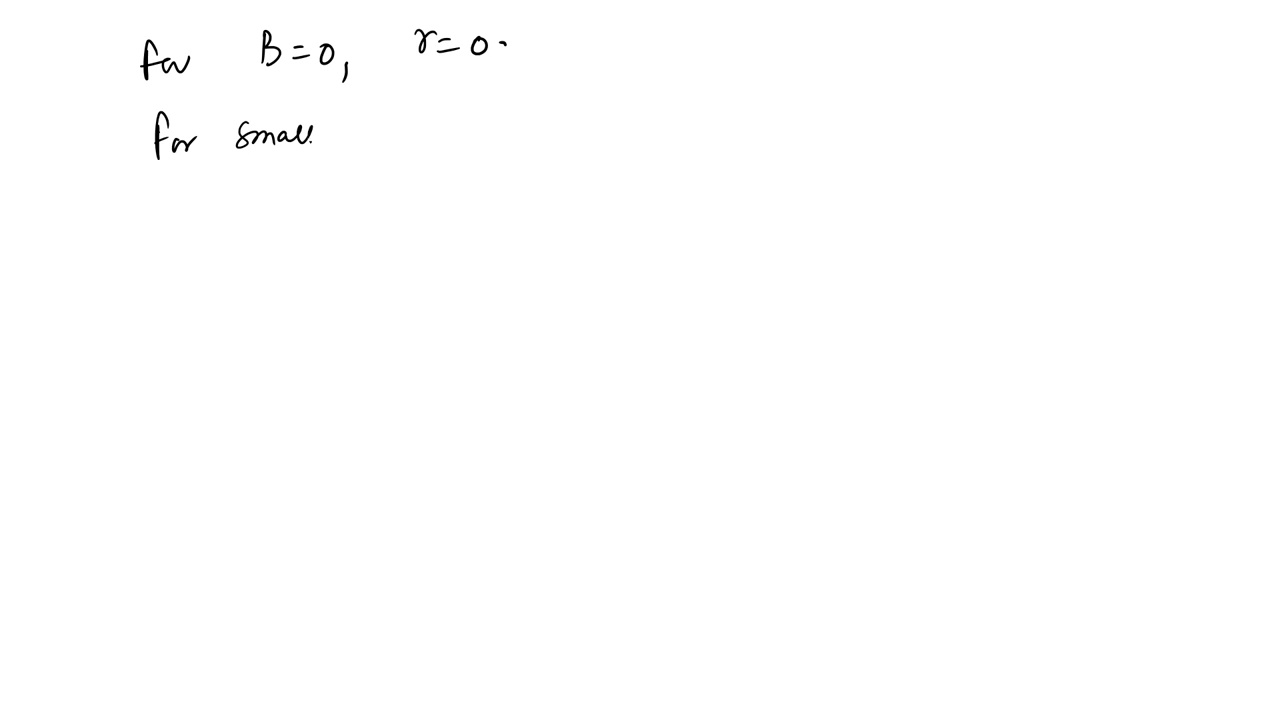 for B = 0, r = 0.
for small